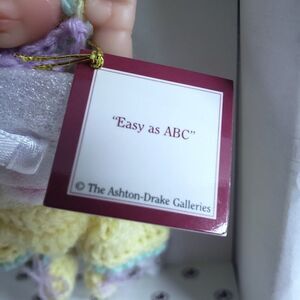 "Easy as ABC"
© The Ashton-Drake Galleries